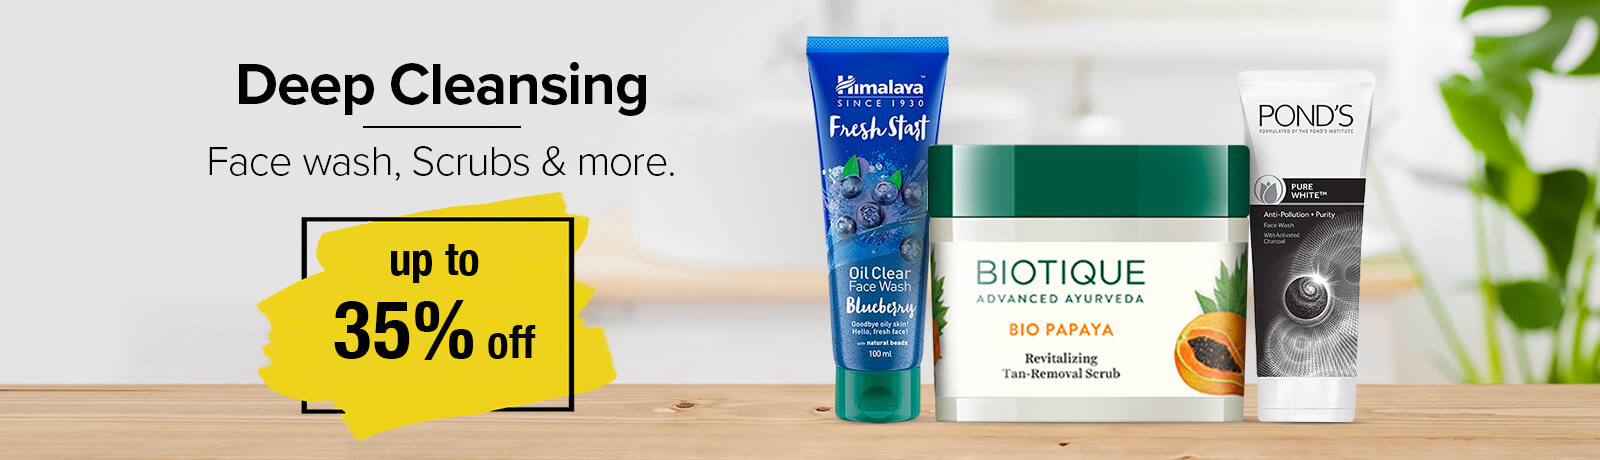 Deep Cleansing
Face wash, Scrubs & more.
up to
35% off
Himalaya™
SINCE 1930
Fresh Start
Oil Clear
Face Wash
Blueberry
Goodbye oily skin!
Hello, fresh face!
with natural beads
100 ml
BIOTIQUE
ADVANCED AYURVEDA
BIO PAPAYA
Revitalizing
Tan-Removal Scrub
POND'S
FORMULATED BY THE POND'S INSTITUTE
PURE
WHITE™
Anti-Pollution + Purity
Face Wash
With Activated
Charcoal